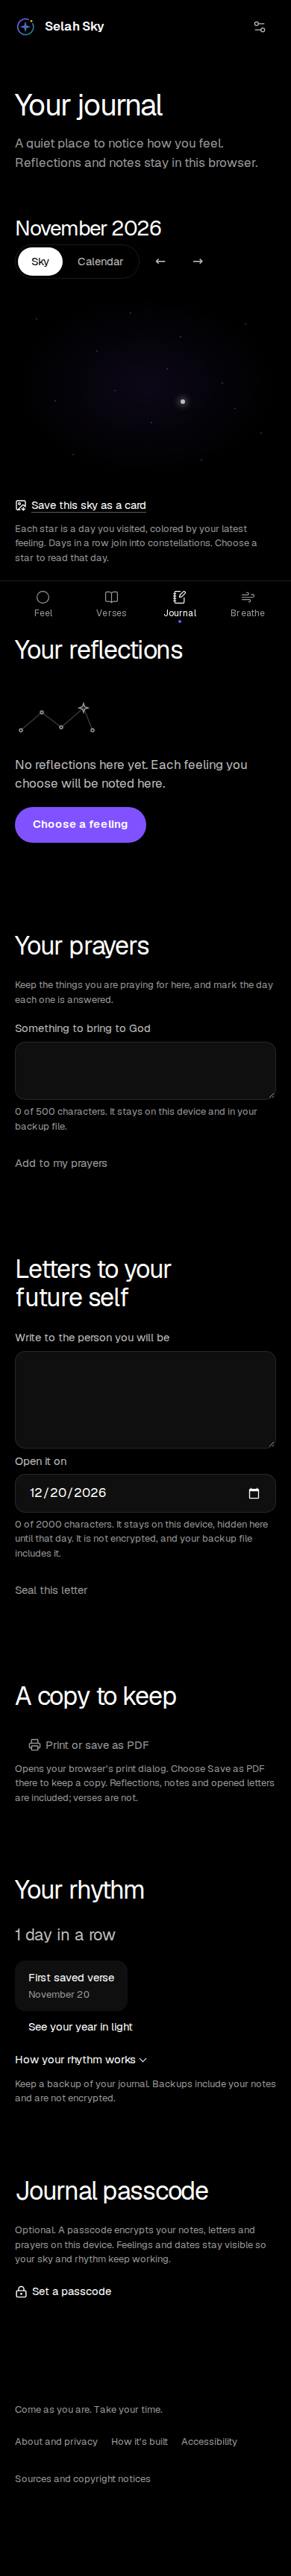 Selah Sky
Your journal
A quiet place to notice how you feel.
Reflections and notes stay in this browser.
November 2026
Sky
Calendar
← →
Save this sky as a card
Each star is a day you visited, colored by your latest
feeling. Days in a row join into constellations. Choose a
star to read that day.
Feel
Verses
Journal
Breathe
Your reflections
No reflections here yet. Each feeling you
choose will be noted here.
Choose a feeling
Your prayers
Keep the things you are praying for here, and mark the day
each one is answered.
Something to bring to God
0 of 500 characters. It stays on this device and in your
backup file.
Add to my prayers
Letters to your
future self
Write to the person you will be
Open it on
12/20/2026
0 of 2000 characters. It stays on this device, hidden here
until that day. It is not encrypted, and your backup file
includes it.
Seal this letter
A copy to keep
Print or save as PDF
Opens your browser's print dialog. Choose Save as PDF
there to keep a copy. Reflections, notes and opened letters
are included; verses are not.
Your rhythm
1 day in a row
First saved verse
November 20
See your year in light
How your rhythm works
Keep a backup of your journal. Backups include your notes
and are not encrypted.
Journal passcode
Optional. A passcode encrypts your notes, letters and
prayers on this device. Feelings and dates stay visible so
your sky and rhythm keep working.
Set a passcode
Come as you are. Take your time.
About and privacy
How it's built
Accessibility
Sources and copyright notices